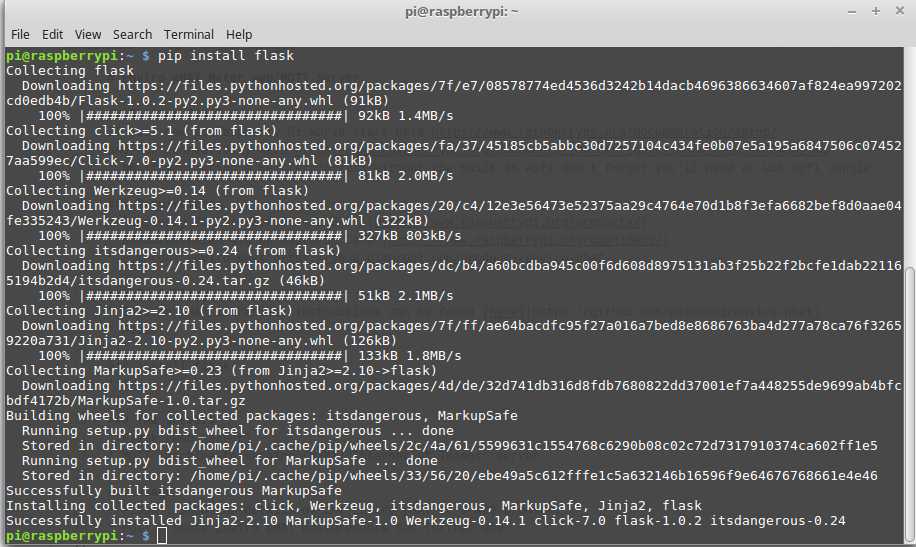 pi@raspberrypi: ~
File Edit View Search Terminal Help
pi@raspberrypi:~ $ pip install flask
Collecting flask
Downloading https://files.pythonhosted.org/packages/7f/e7/08578774ed4536d3242b14dacb4696386634607af824ea997202
cd0edb4b/Flask-1.0.2-py2.py3-none-any.whl (91kB)
100% |################################| 92kB 1.4MB/s
Collecting click>=5.1 (from flask)
Downloading https://files.pythonhosted.org/packages/fa/37/45185cb5abbc30d7257104c434fe0b07e5a195a6847506c07452
7aa599ec/Click-7.0-py2.py3-none-any.whl (81kB)
100% |################################| 81kB 2.0MB/s
Collecting Werkzeug>=0.14 (from flask)
Downloading https://files.pythonhosted.org/packages/20/c4/12e3e56473e52375aa29c4764e70d1b8f3efa6682bef8d0aae04
fe335243/Werkzeug-0.14.1-py2.py3-none-any.whl (322kB)
100% |################################| 327kB 803kB/s
Collecting itsdangerous>=0.24 (from flask)
Downloading https://files.pythonhosted.org/packages/dc/b4/a60bcdba945c00f6d608d8975131ab3f25b22f2bcfe1dab22116
5194b2d4/itsdangerous-0.24.tar.gz (46kB)
100% |################################| 51kB 2.1MB/s
Collecting Jinja2>=2.10 (from flask)
Downloading https://files.pythonhosted.org/packages/7f/ff/ae64bacdfc95f27a016a7bed8e8686763ba4d277a78ca76f3265
9220a731/Jinja2-2.10-py2.py3-none-any.whl (126kB)
100% |################################| 133kB 1.8MB/s
Collecting MarkupSafe>=0.23 (from Jinja2>=2.10->flask)
Downloading https://files.pythonhosted.org/packages/4d/de/32d741db316d8fdb7680822dd37001ef7a448255de9699ab4bfc
bdf4172b/MarkupSafe-1.0.tar.gz
Building wheels for collected packages: itsdangerous, MarkupSafe
Running setup.py bdist_wheel for itsdangerous ... done
Stored in directory: /home/pi/.cache/pip/wheels/2c/4a/61/5599631c1554768c6290b08c02c72d7317910374ca602ff1e5
Running setup.py bdist_wheel for MarkupSafe ... done
Stored in directory: /home/pi/.cache/pip/wheels/33/56/20/ebe49a5c612fffe1c5a632146b16596f9e64676768661e4e46
Successfully built itsdangerous MarkupSafe
Installing collected packages: click, Werkzeug, itsdangerous, MarkupSafe, Jinja2, flask
Successfully installed Jinja2-2.10 MarkupSafe-1.0 Werkzeug-0.14.1 click-7.0 flask-1.0.2 itsdangerous-0.24
pi@raspberrypi:~ $